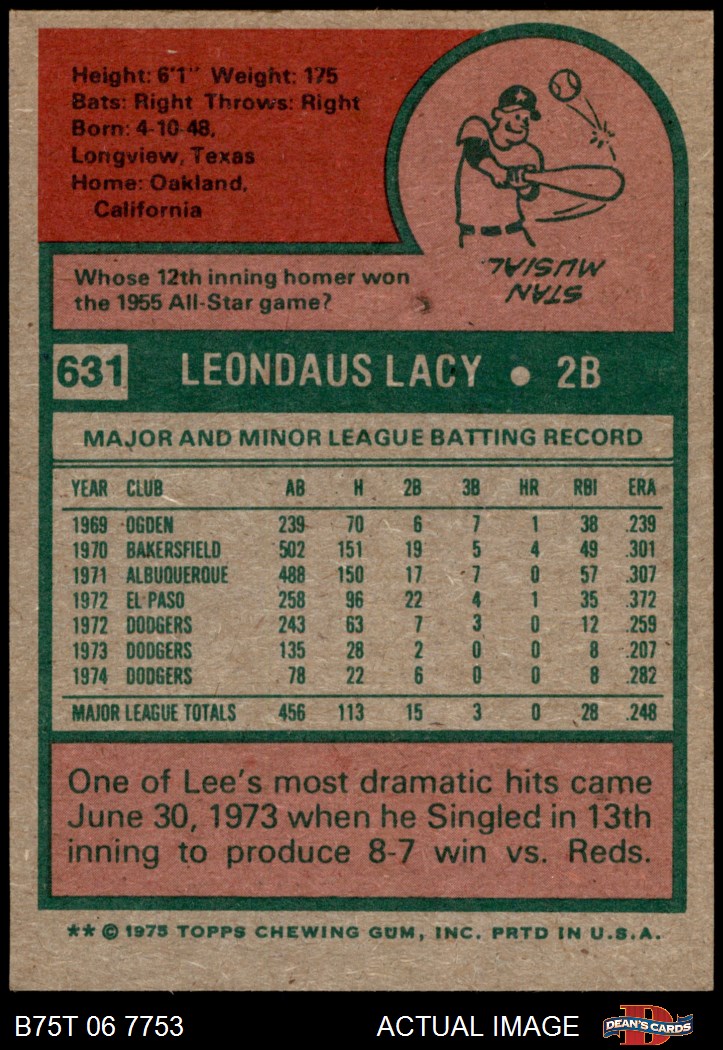 Height: 6'1" Weight: 175
Bats: Right Throws: Right
Born: 4-10-48,
Longview, Texas
Home: Oakland,
California
STAN
MUSIAL
Whose 12th inning homer won
the 1955 All-Star game?
631 LEONDAUS LACY • 2B
MAJOR AND MINOR LEAGUE BATTING RECORD
YEAR CLUB AB H 2B 3B HR RBI ERA
1969 OGDEN 239 70 6 7 1 38 .239
1970 BAKERSFIELD 502 151 19 5 4 49 .301
1971 ALBUQUERQUE 488 150 17 7 0 57 .307
1972 EL PASO 258 96 22 4 1 35 .372
1972 DODGERS 243 63 7 3 0 12 .259
1973 DODGERS 135 28 2 0 0 8 .207
1974 DODGERS 78 22 6 0 0 8 .282
MAJOR LEAGUE TOTALS 456 113 15 3 0 28 .248
One of Lee's most dramatic hits came
June 30, 1973 when he Singled in 13th
inning to produce 8-7 win vs. Reds.
** © 1975 TOPPS CHEWING GUM, INC. PRTD IN U.S.A.
B75T 06 7753 ACTUAL IMAGE D DEAN'S CARDS